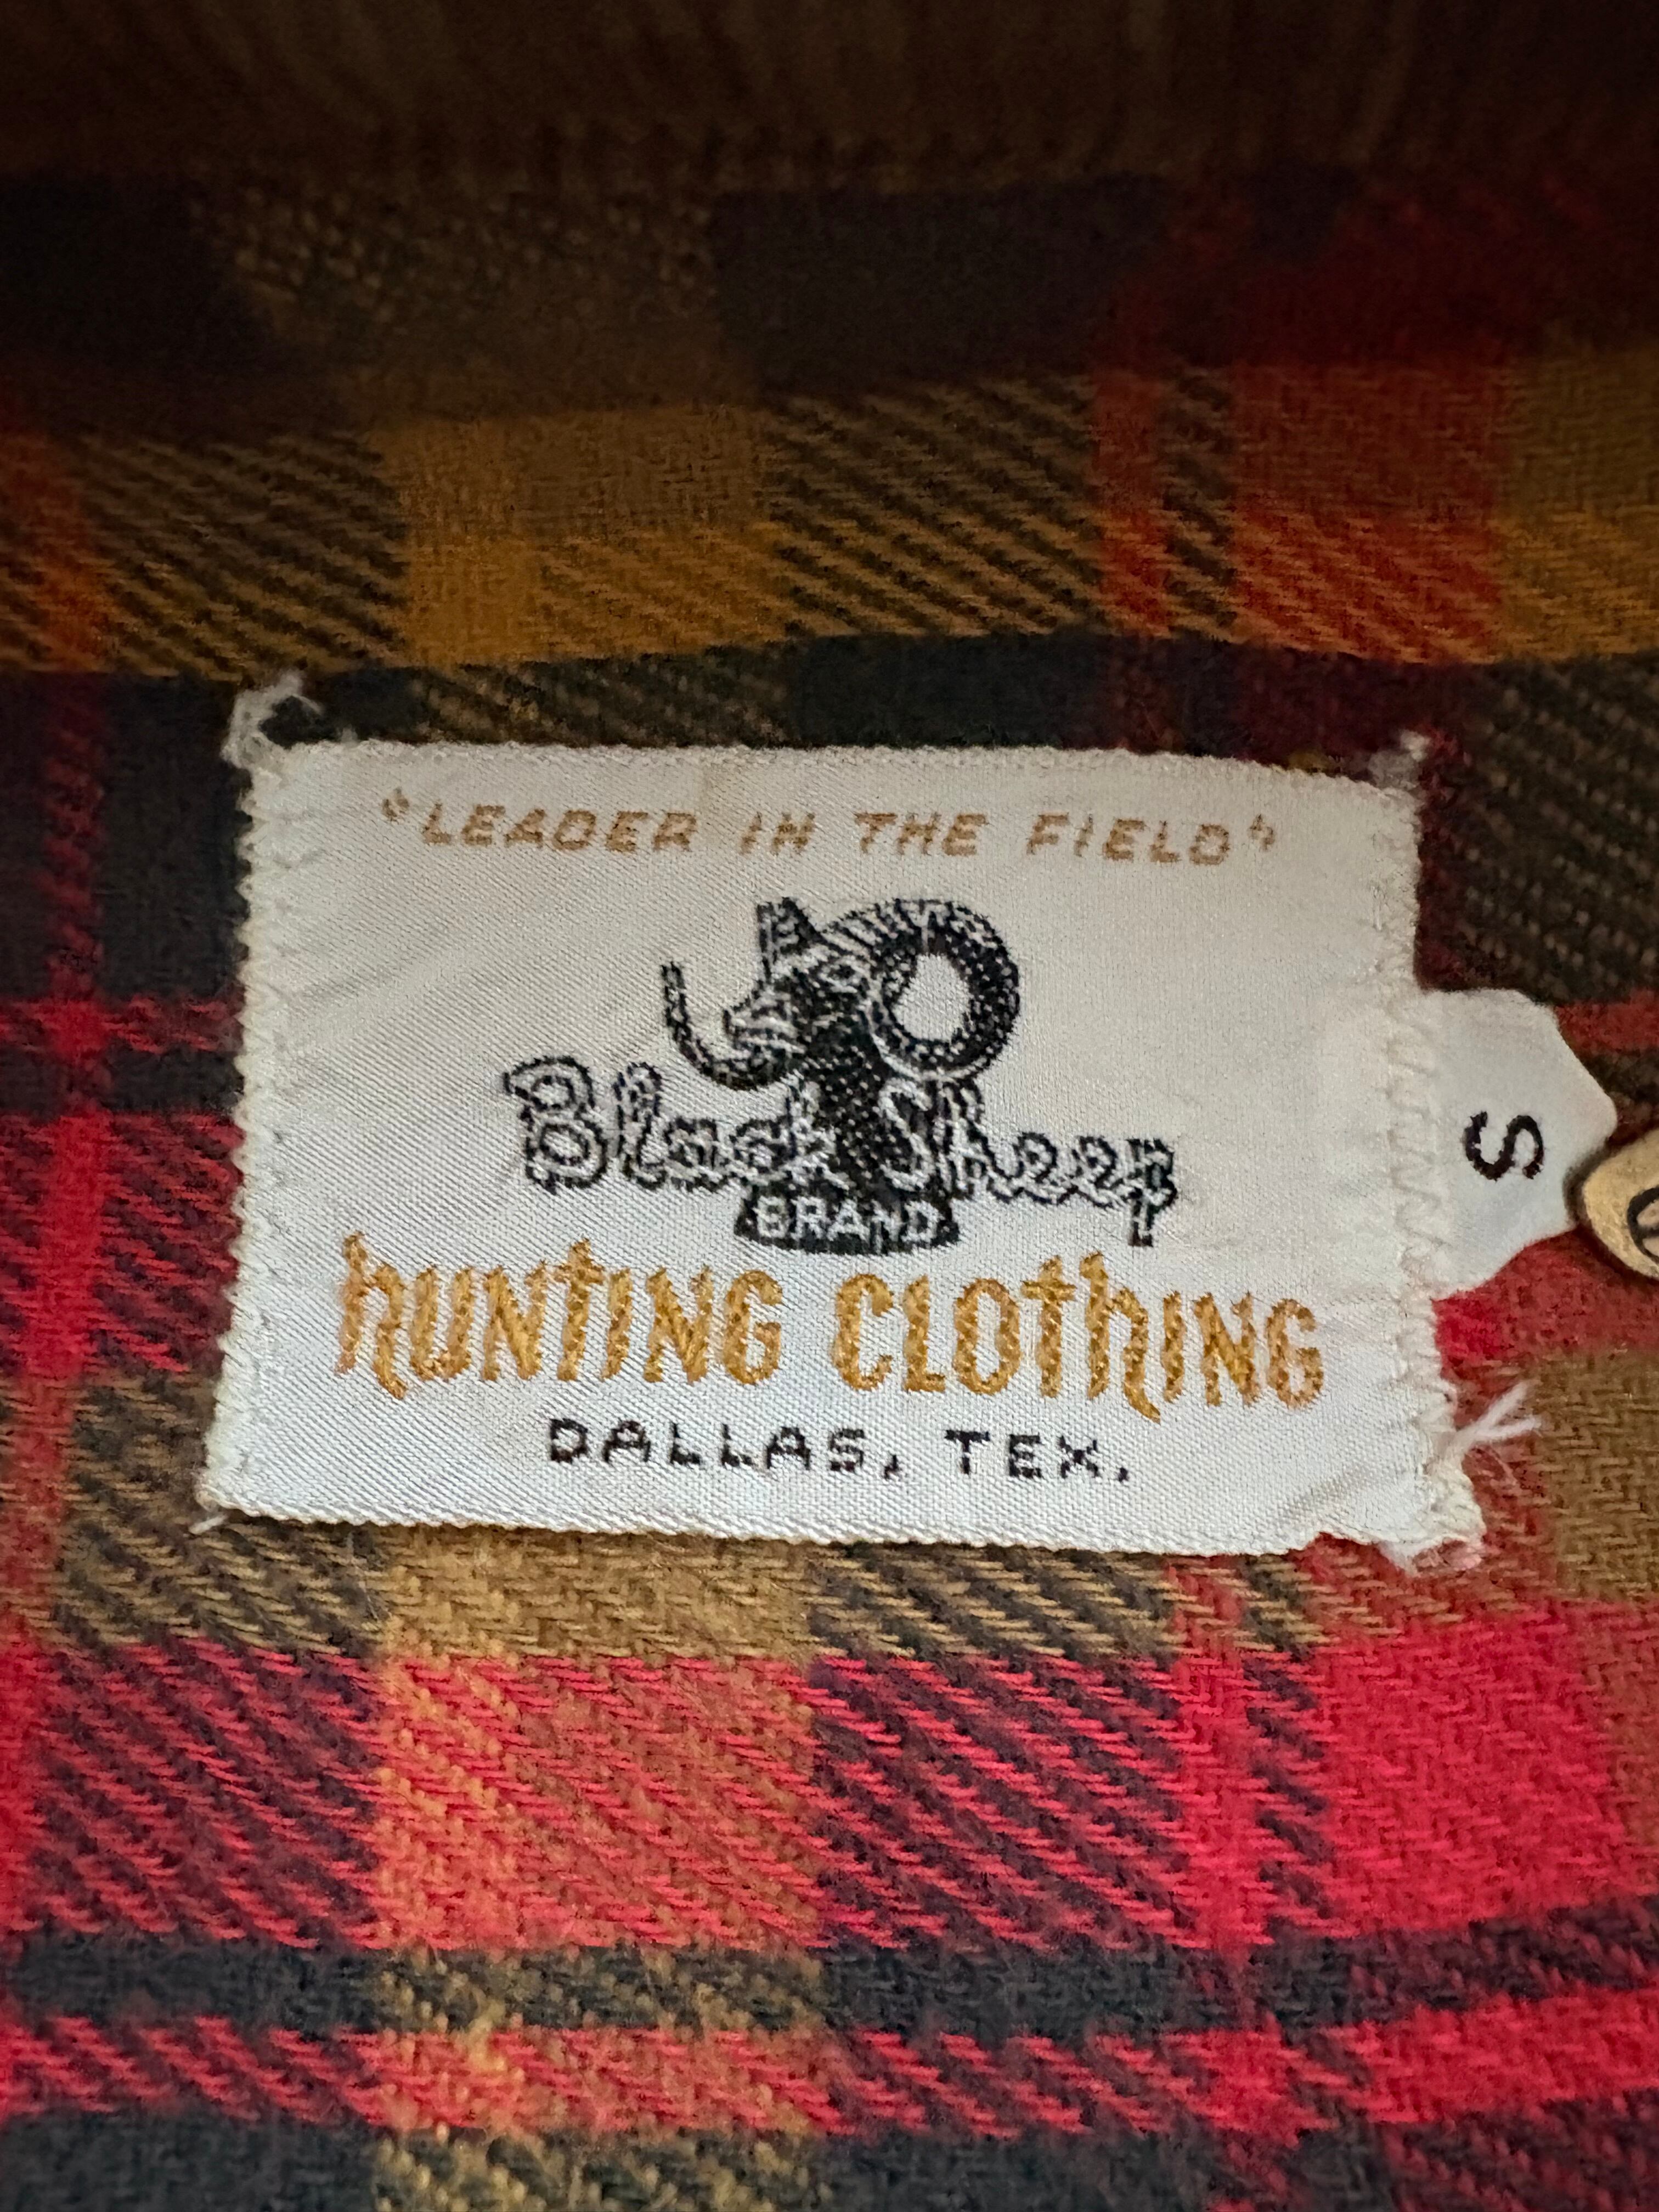 "LEADER IN THE FIELD"
Black Sheep
BRAND
hUNtING CLOthING
DALLAS, TEX.
S